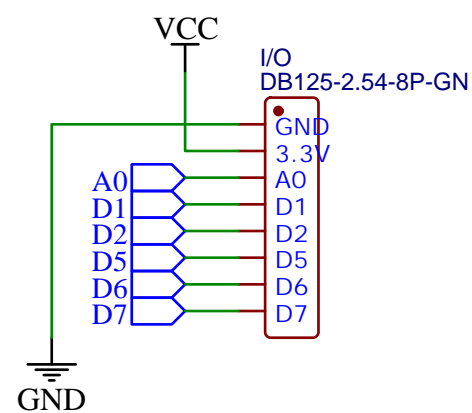 VCC
I/O
DB125-2.54-8P-GN
GND
3.3V
A0 A0
D1 D1
D2 D2
D5 D5
D6 D6
D7 D7
GND